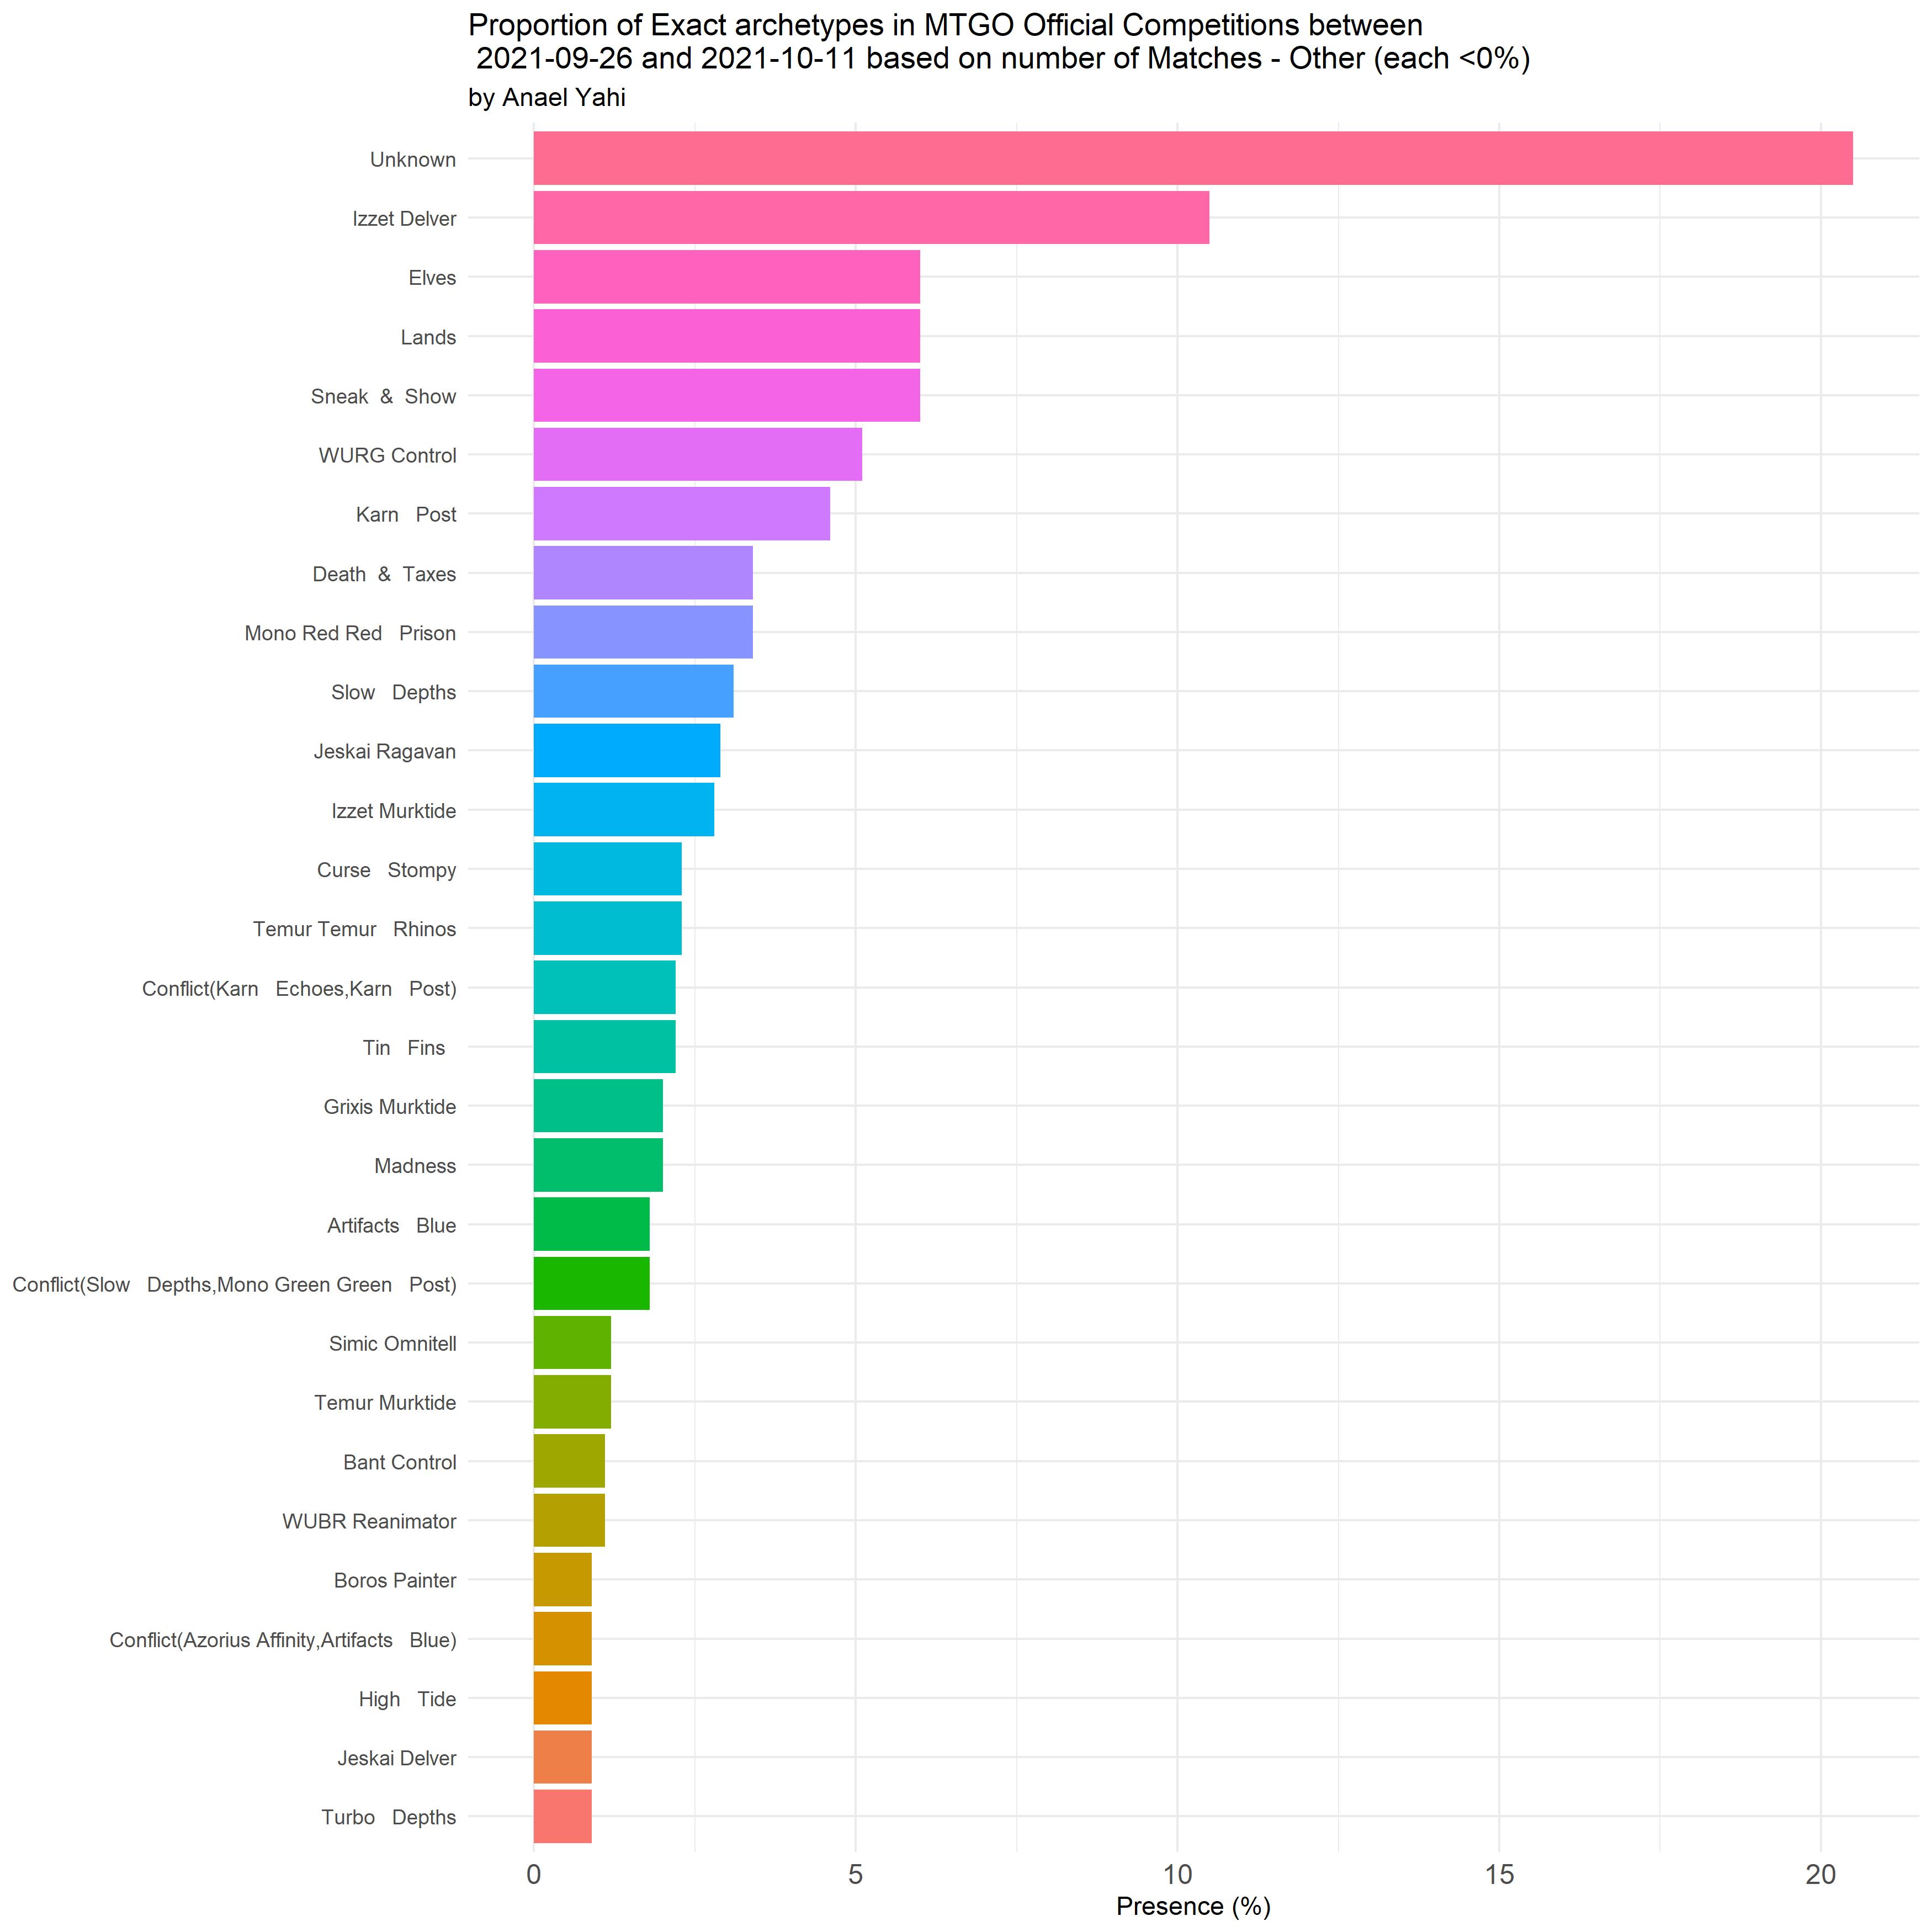 Proportion of Exact archetypes in MTGO Official Competitions between
2021-09-26 and 2021-10-11 based on number of Matches - Other (each <0%)
by Anael Yahi
Unknown
Izzet Delver
Elves
Lands
Sneak & Show
WURG Control
Karn Post
Death & Taxes
Mono Red Red Prison
Slow Depths
Jeskai Ragavan
Izzet Murktide
Curse Stompy
Temur Temur Rhinos
Conflict(Karn Echoes,Karn Post)
Tin Fins
Grixis Murktide
Madness
Artifacts Blue
Conflict(Slow Depths,Mono Green Green Post)
Simic Omnitell
Temur Murktide
Bant Control
WUBR Reanimator
Boros Painter
Conflict(Azorius Affinity,Artifacts Blue)
High Tide
Jeskai Delver
Turbo Depths
0 5 10 15 20
Presence (%)